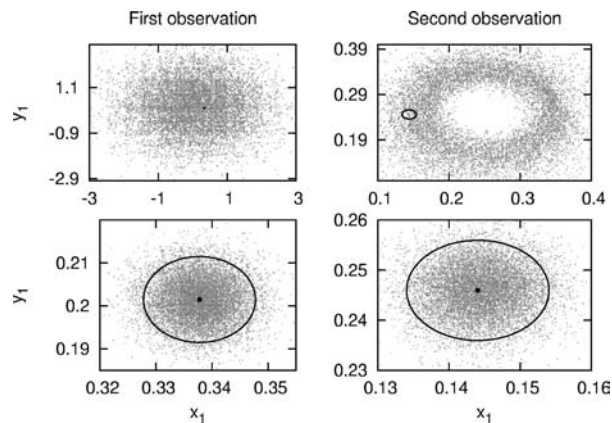 First observation
Second observation
y1
1.1
-0.9
-2.9
-3 -1 1 3
0.39
0.29
0.19
0.1 0.2 0.3 0.4
y1
0.21
0.2
0.19
0.32 0.33 0.34 0.35
x1
0.26
0.25
0.24
0.23
0.13 0.14 0.15 0.16
x1